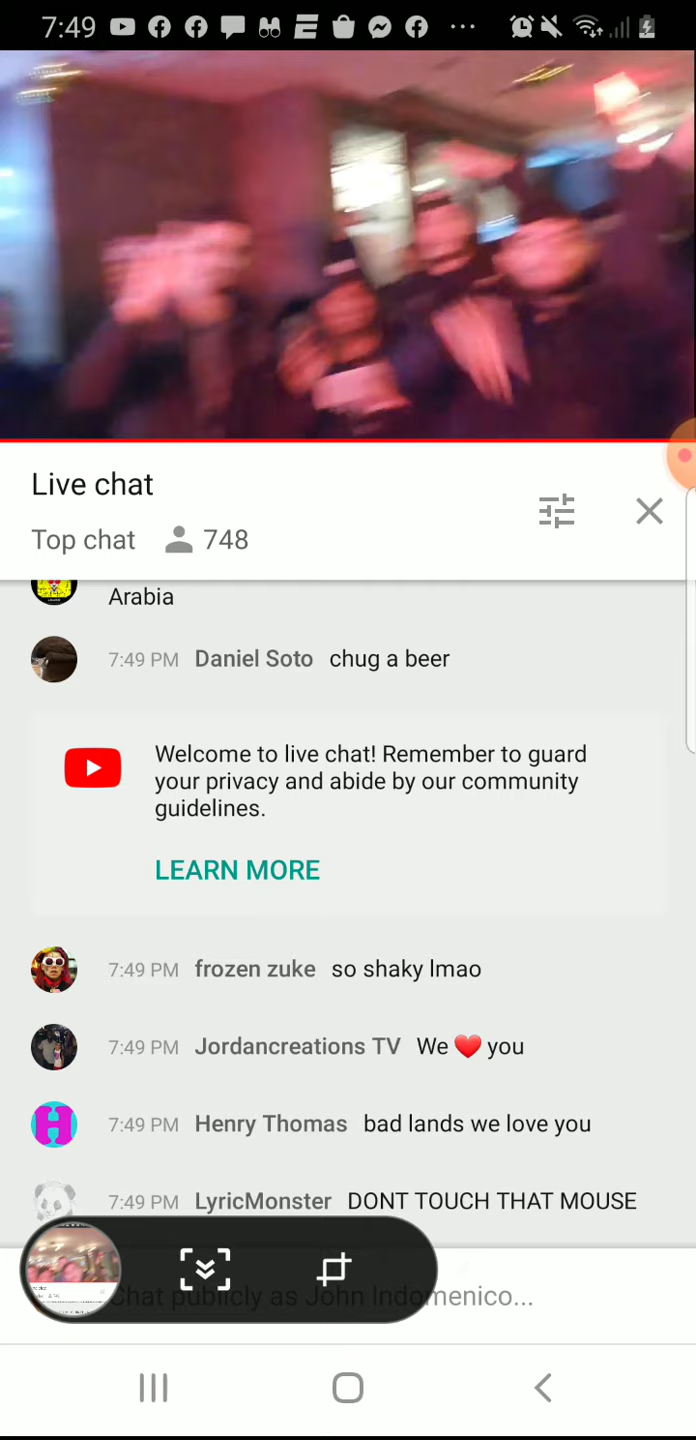 7:49
Live chat
Top chat 748
Arabia
7:49 PM Daniel Soto chug a beer
Welcome to live chat! Remember to guard
your privacy and abide by our community
guidelines.
LEARN MORE
7:49 PM frozen zuke so shaky lmao
7:49 PM Jordancreations TV We ❤️ you
7:49 PM Henry Thomas bad lands we love you
7:49 PM LyricMonster DONT TOUCH THAT MOUSE
Chat publicly as John Indomenico...